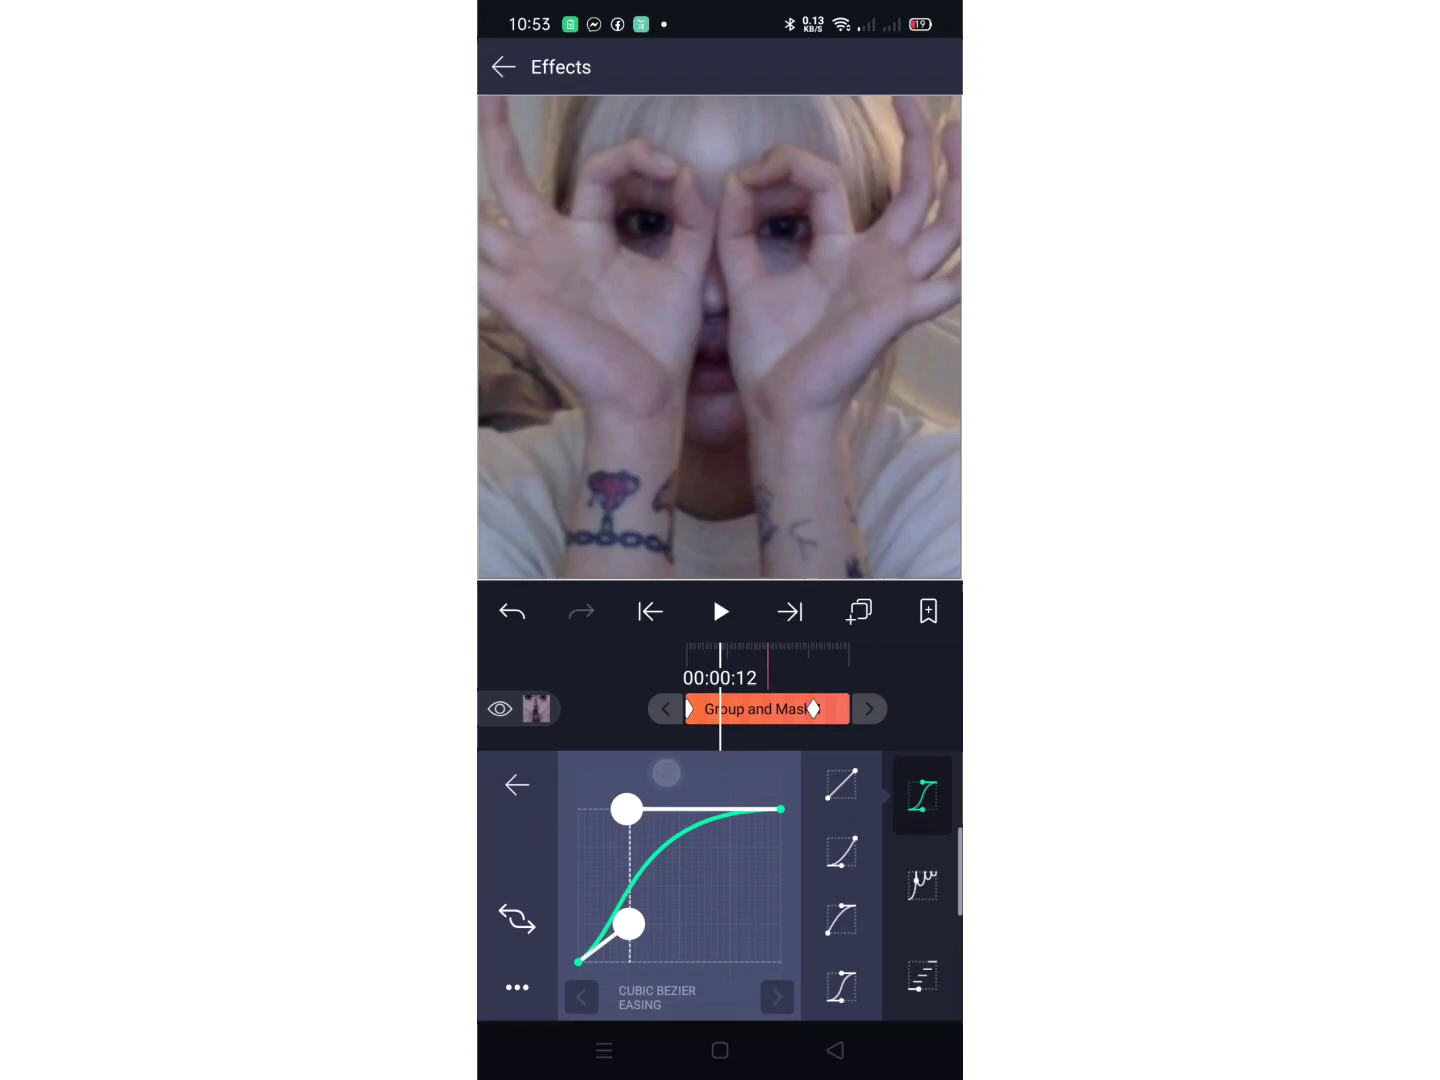 10:53
0.13
KB/S
19
Effects
00:00:12
Group and Mask
CUBIC BEZIER
EASING